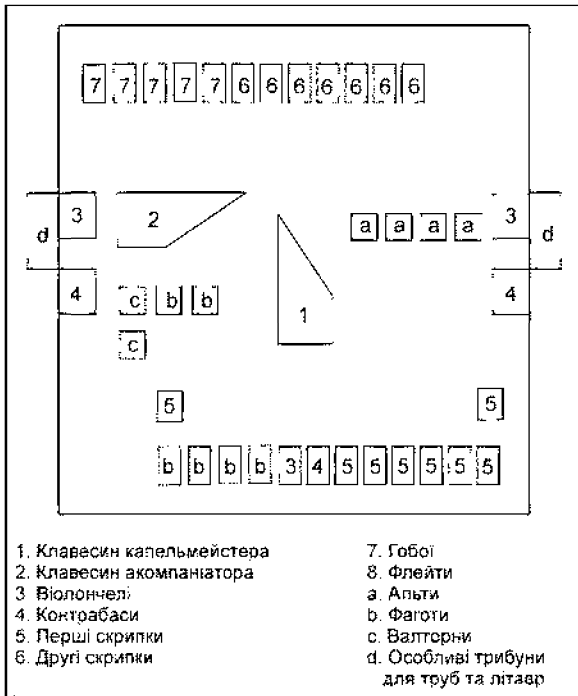 7 7 7 7 7 6 6 6 6 6 6 6
3 2 a a a a 3
d d
4 c b b 1 4
c
5 5
b b b b 3 4 5 5 5 5 5 5
1. Клавесин капельмейстера
2. Клавесин акомпаніатора
3 Віолончелі
4. Контрабаси
5. Перші скрипки
6. Другі скрипки
7. Гобої
8. Флейти
a. Альти
b. Фаготи
c. Валторни
d. Особливі трибуни
для труб та літавр